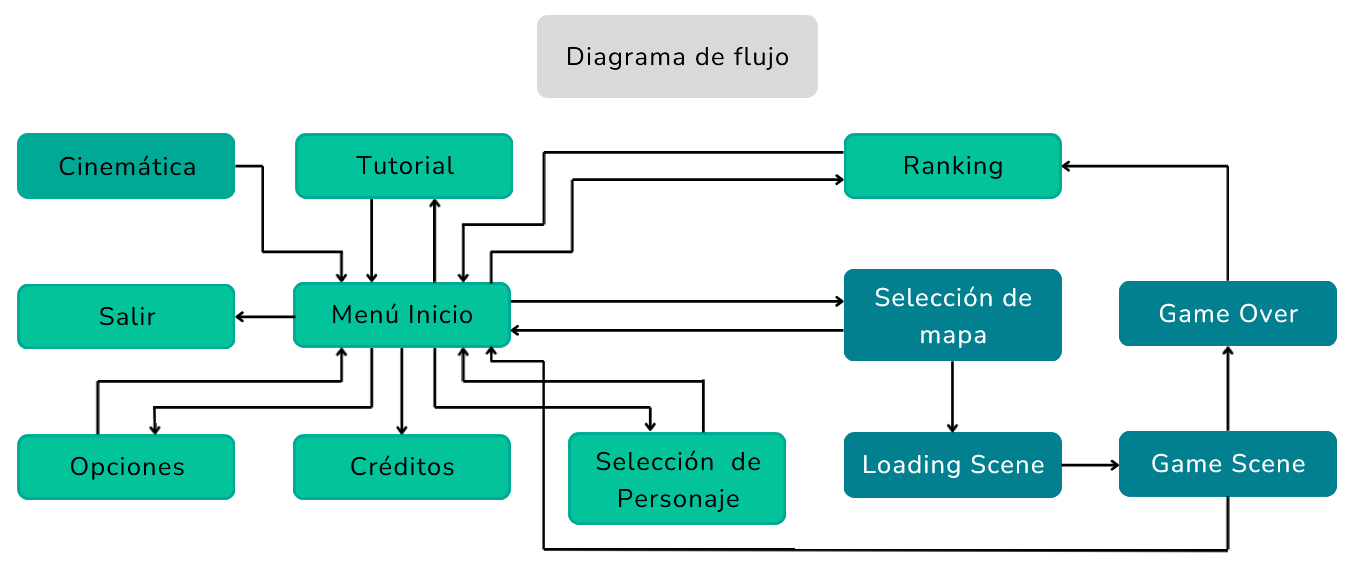 Diagrama de flujo
Cinemática
Tutorial
Ranking
Salir
Menú Inicio
Selección de
mapa
Game Over
Opciones
Créditos
Selección de
Personaje
Loading Scene
Game Scene